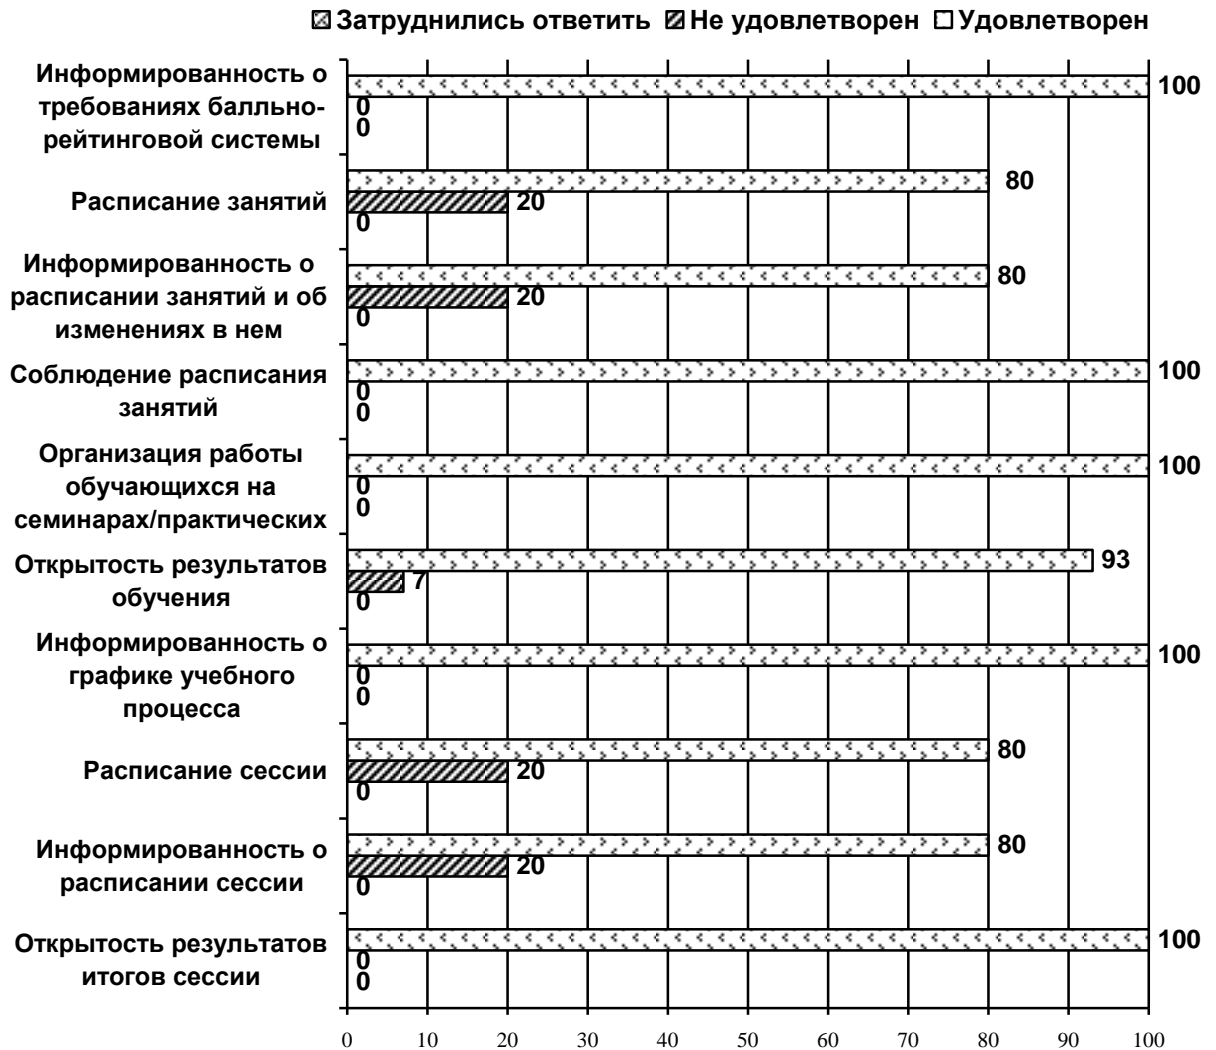 Затруднились ответить Не удовлетворен Удовлетворен
Информированность о
требованиях балльно-
рейтинговой системы
100
0
0
Расписание занятий
80
20
0
Информированность о
расписании занятий и об
изменениях в нем
80
20
0
Соблюдение расписания
занятий
100
0
0
Организация работы
обучающихся на
семинарах/практических
100
0
0
Открытость результатов
обучения
93
7
0
Информированность о
графике учебного
процесса
100
0
0
Расписание сессии
80
20
0
Информированность о
расписании сессии
80
20
0
Открытость результатов
итогов сессии
100
0
0
0 10 20 30 40 50 60 70 80 90 100